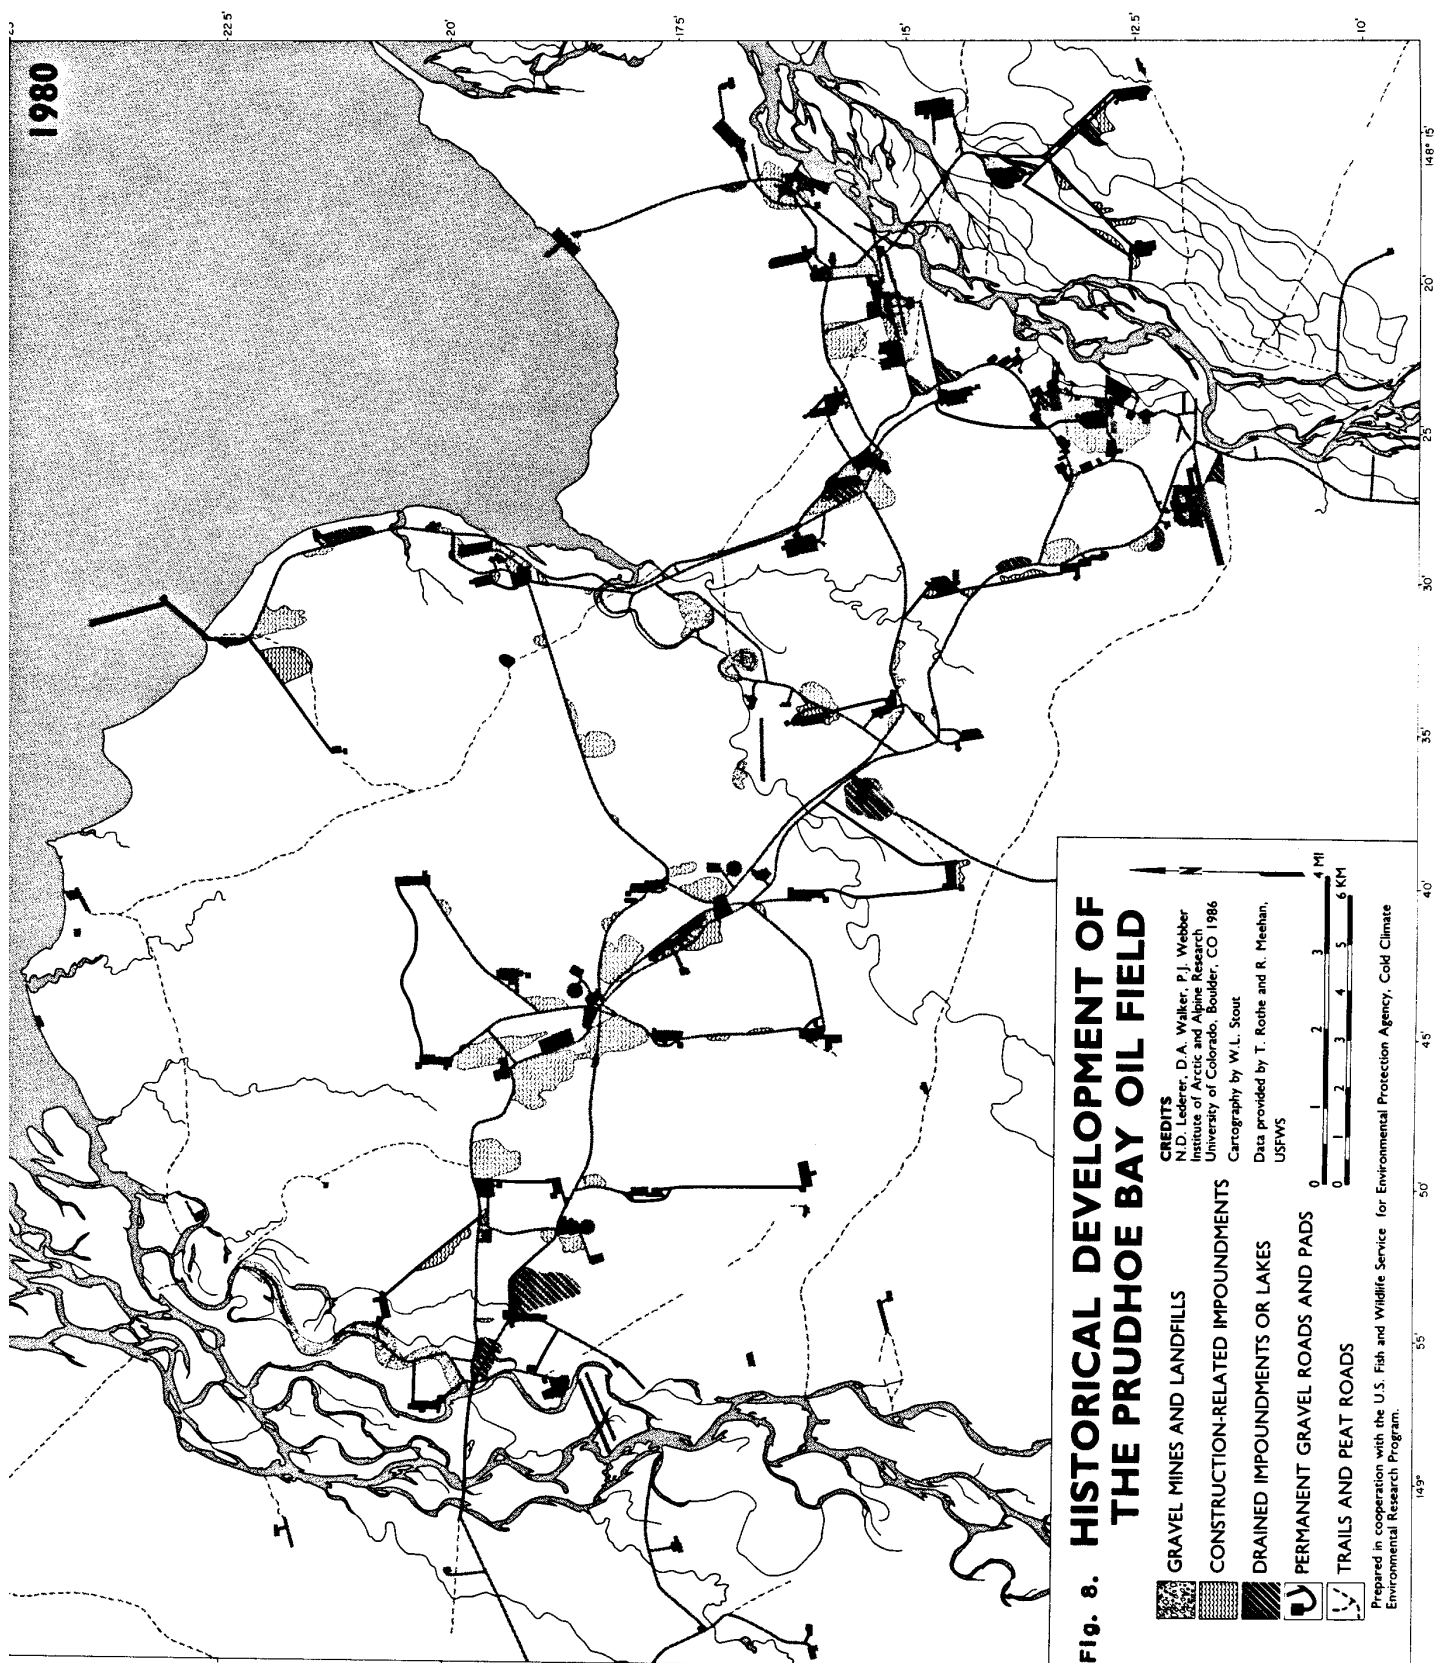 1980
22.5'
20'
17.5'
15'
12.5'
10'
148° 15'
20'
25'
30'
35'
40'
45'
50'
55'
149°
Fig. 8. HISTORICAL DEVELOPMENT OF
THE PRUDHOE BAY OIL FIELD
GRAVEL MINES AND LANDFILLS
CONSTRUCTION-RELATED IMPOUNDMENTS
DRAINED IMPOUNDMENTS OR LAKES
PERMANENT GRAVEL ROADS AND PADS
TRAILS AND PEAT ROADS
CREDITS
N.D. Lederer, D.A. Walker, P.J. Webber
Institute of Arctic and Alpine Research
University of Colorado, Boulder, CO 1986
Cartography by W.L. Stout
Data provided by T. Rothe and R. Meehan,
USFWS
N
0 1 2 3 4 MI
0 1 2 3 4 5 6 KM
Prepared in cooperation with the U.S. Fish and Wildlife Service for Environmental Protection Agency, Cold Climate
Environmental Research Program.